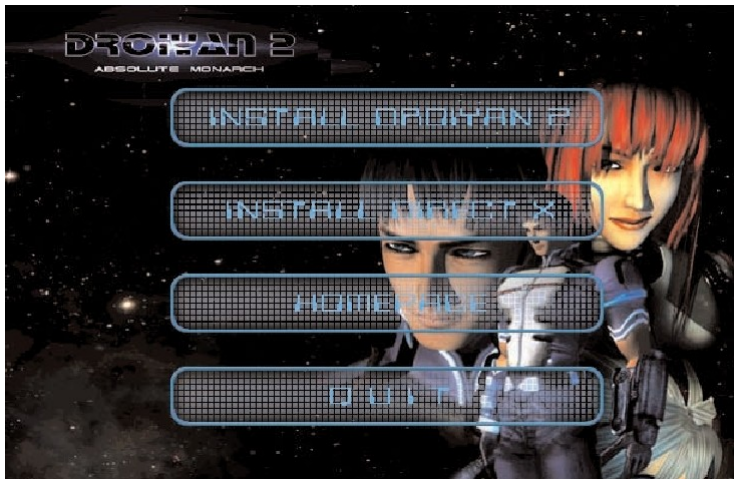 DROIYAN 2
ABSOLUTE MONARCH
INSTALL DROIYAN 2
INSTALL DIRECT X
HOMEPAGE
QUIT